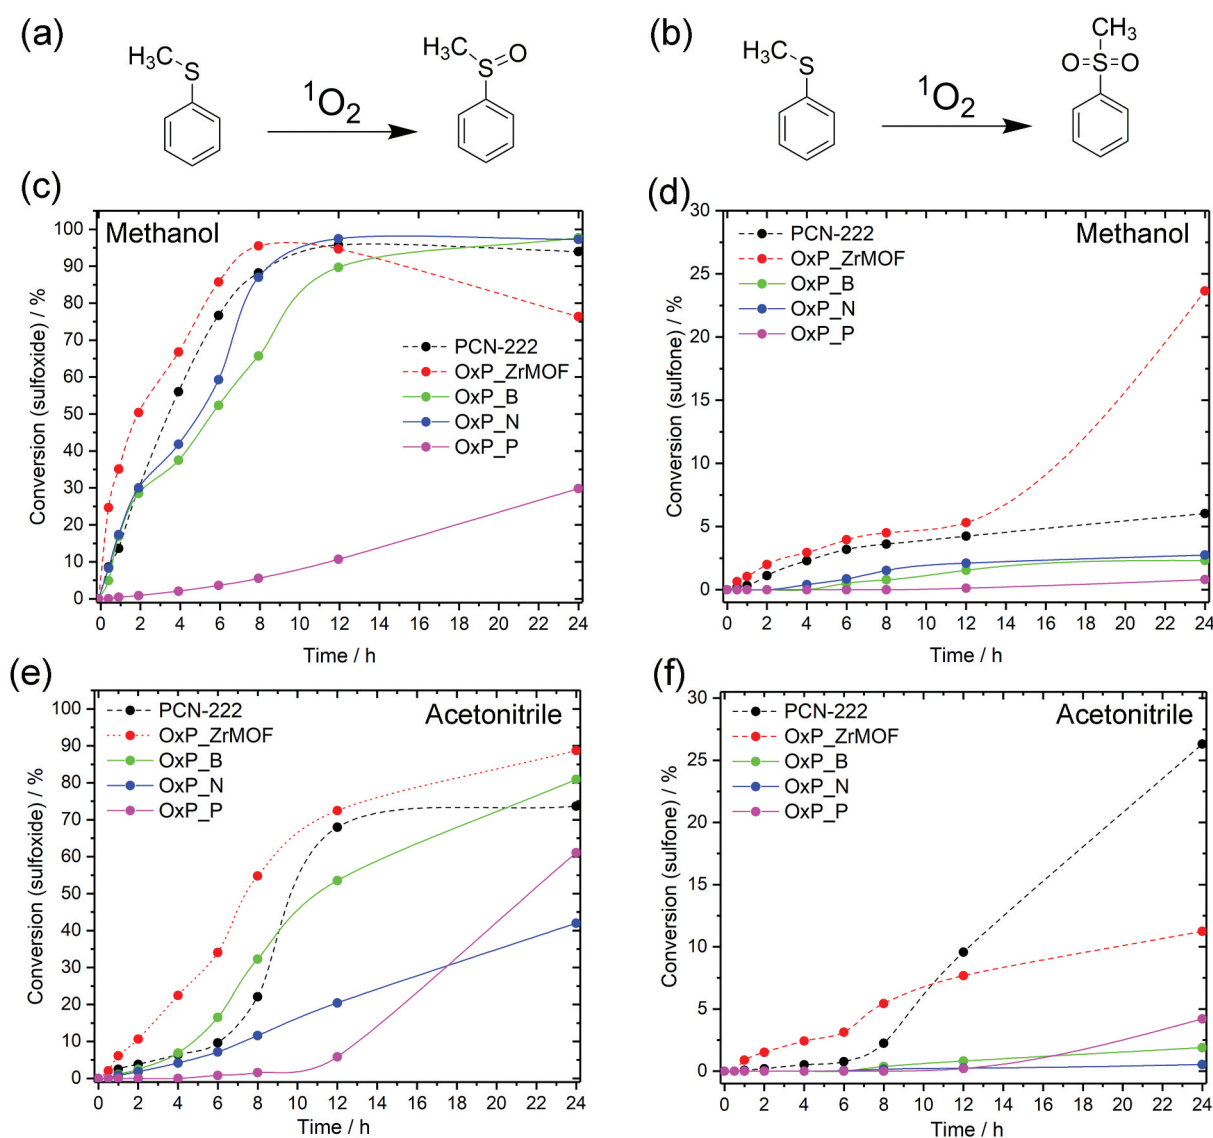 (a)
H₃C
S
O
¹O₂
H₃C
S
(b)
H₃C
S
¹O₂
CH₃
O=S=O
(c)
Methanol
Conversion (sulfoxide) / %
100
90
80
70
60
50
40
30
20
10
0
PCN-222
OxP_ZrMOF
OxP_B
OxP_N
OxP_P
0 2 4 6 8 10 12 14 16 18 20 22 24
Time / h
(d)
Methanol
Conversion (sulfone) / %
30
25
20
15
10
5
0
PCN-222
OxP_ZrMOF
OxP_B
OxP_N
OxP_P
0 2 4 6 8 10 12 14 16 18 20 22 24
Time / h
(e)
Acetonitrile
Conversion (sulfoxide) / %
100
90
80
70
60
50
40
30
20
10
0
PCN-222
OxP_ZrMOF
OxP_B
OxP_N
OxP_P
0 2 4 6 8 10 12 14 16 18 20 22 24
Time / h
(f)
Acetonitrile
Conversion (sulfone) / %
30
25
20
15
10
5
0
PCN-222
OxP_ZrMOF
OxP_B
OxP_N
OxP_P
0 2 4 6 8 10 12 14 16 18 20 22 24
Time / h